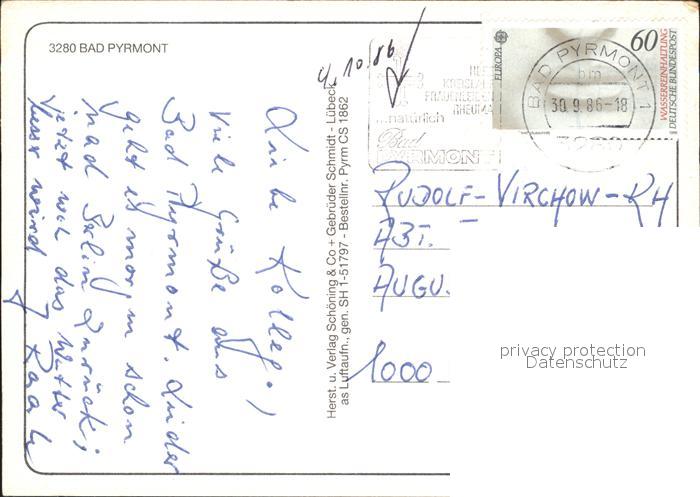 3280 BAD PYRMONT
4. 10. 86
Liebe Kolleg.!
Viele Grüße aus
Bad Pyrmont. Leider
geht es morgen schon
nach Berlin zurück,
jetzt wo das Wetter
besser wird
Herst. u. Verlag Schöning & Co + Gebrüder Schmidt - Lübeck
as Luftaufn., gen. SH 1-51797 - Bestellnr. Pyrm CS 1862
...natürlich
Bad
PYRMONT
EUROPA
60
WASSERREINHALTUNG
DEUTSCHE BUNDESPOST
BAD PYRMONT 1
bm
30.9.86-18
3280
RUDOLF-VIRCHOW-KH
ABT.
AUGU.
1000
privacy protection
Datenschutz